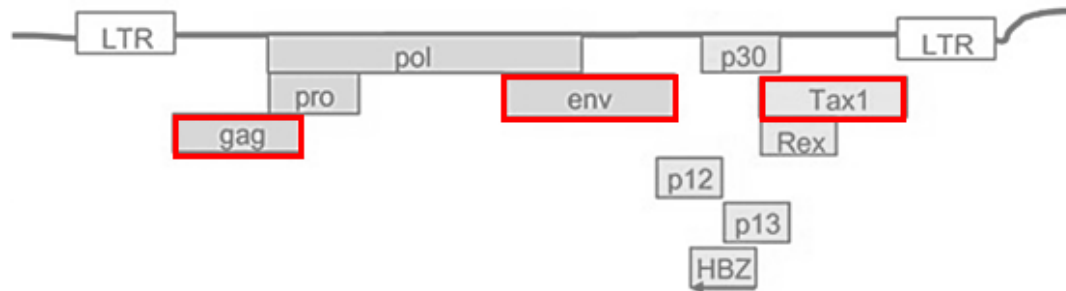 LTR
LTR
pol
p30
pro
env
Tax1
gag
Rex
p12
p13
HBZ